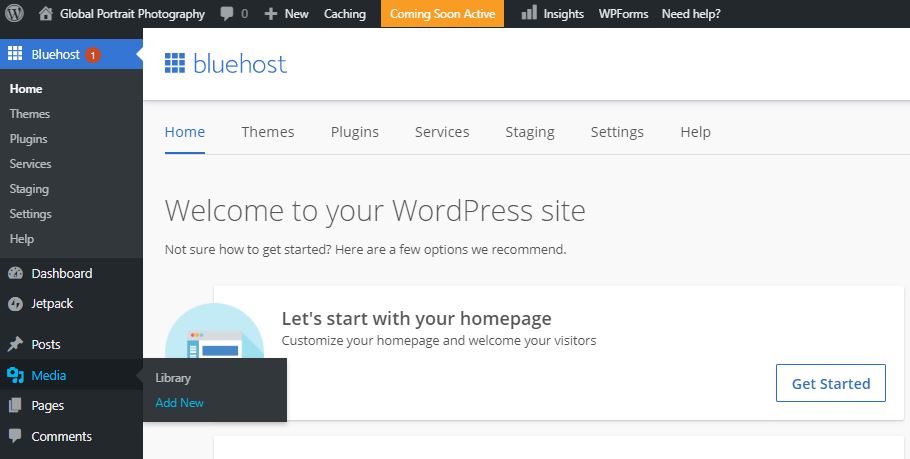 Global Portrait Photography 0 + New Caching Coming Soon Active Insights WPForms Need help?
Bluehost 1
Home
Themes
Plugins
Services
Staging
Settings
Help
Dashboard
Jetpack
Posts
Media
Pages
Comments
Library
Add New
bluehost
Home Themes Plugins Services Staging Settings Help
Welcome to your WordPress site
Not sure how to get started? Here are a few options we recommend.
Let's start with your homepage
Customize your homepage and welcome your visitors
Get Started